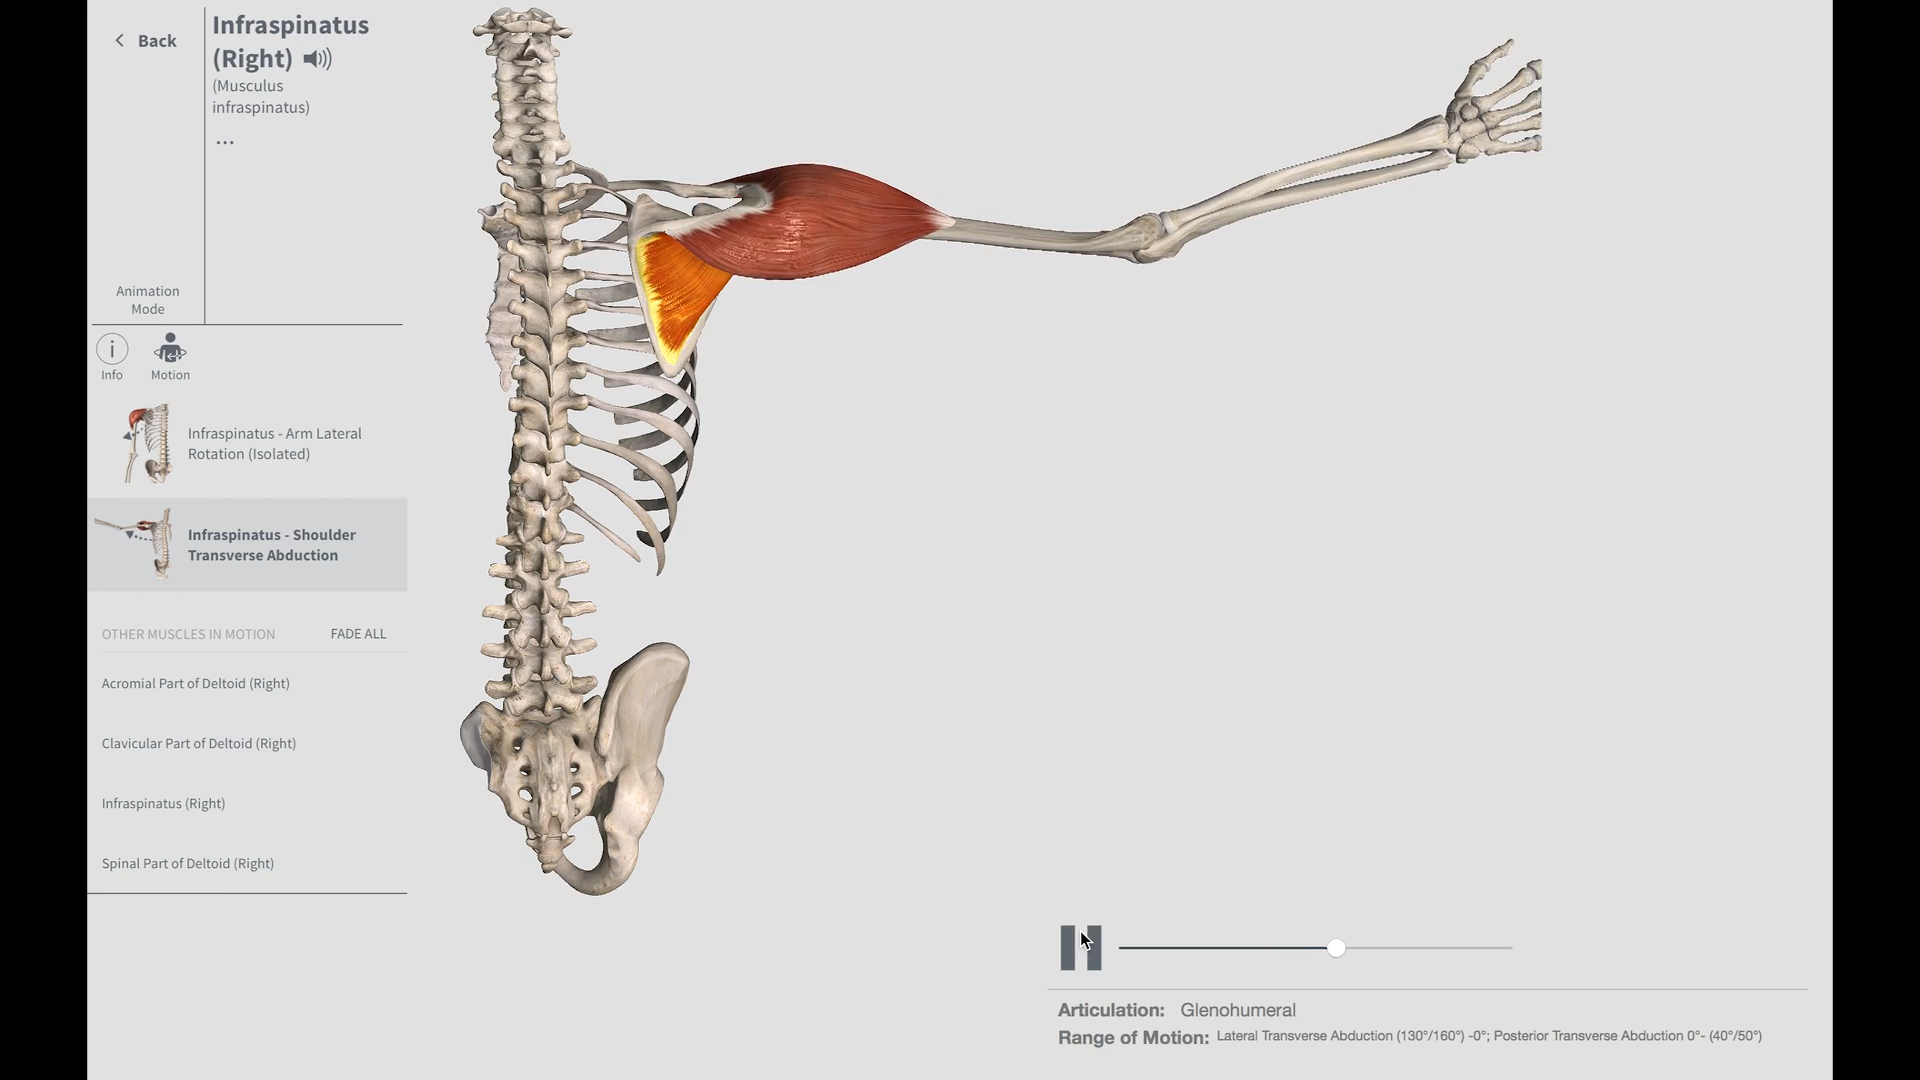 Back
Infraspinatus
(Right)
(Musculus
infraspinatus)
...
Animation
Mode
Info
Motion
Infraspinatus - Arm Lateral
Rotation (Isolated)
Infraspinatus - Shoulder
Transverse Abduction
OTHER MUSCLES IN MOTION FADE ALL
Acromial Part of Deltoid (Right)
Clavicular Part of Deltoid (Right)
Infraspinatus (Right)
Spinal Part of Deltoid (Right)
Articulation: Glenohumeral
Range of Motion: Lateral Transverse Abduction (130°/160°) -0°; Posterior Transverse Abduction 0°- (40°/50°)